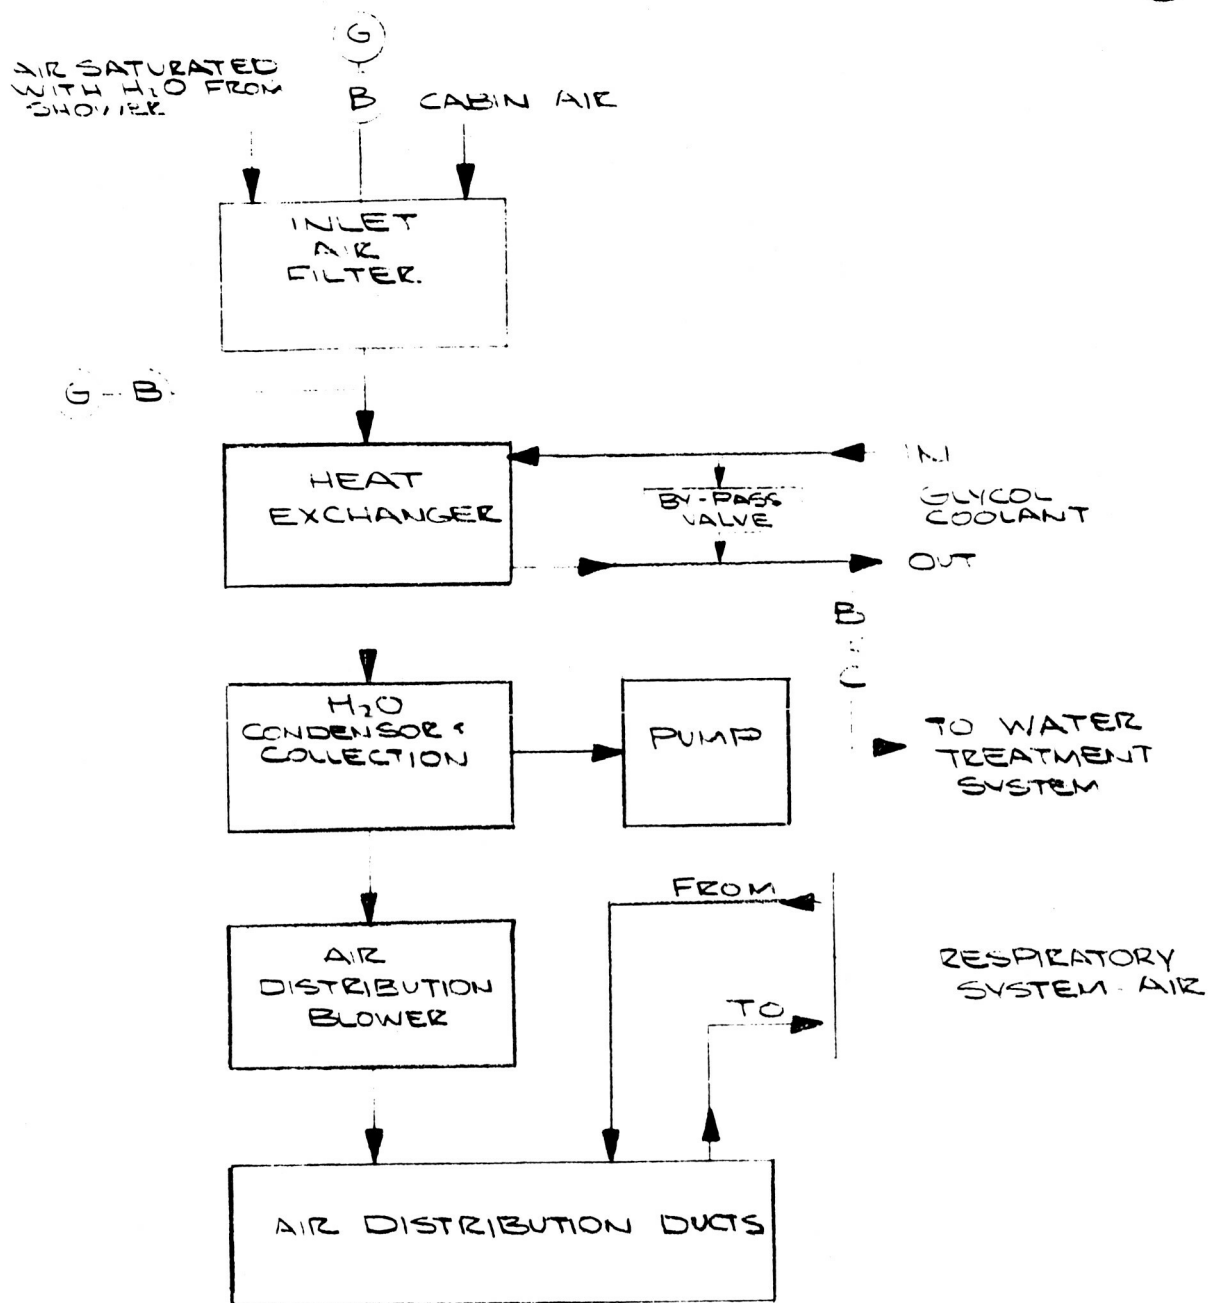 G
AIR SATURATED
WITH H₂O FROM
SHOWER
B
CABIN AIR
INLET
AIR
FILTER.
G - B
HEAT
EXCHANGER
IN
BY-PASS
VALVE
GLYCOL
COOLANT
OUT
B
C
H₂O
CONDENSOR &
COLLECTION
PUMP
TO WATER
TREATMENT
SYSTEM
FROM
AIR
DISTRIBUTION
BLOWER
RESPIRATORY
SYSTEM - AIR
TO
AIR DISTRIBUTION DUCTS